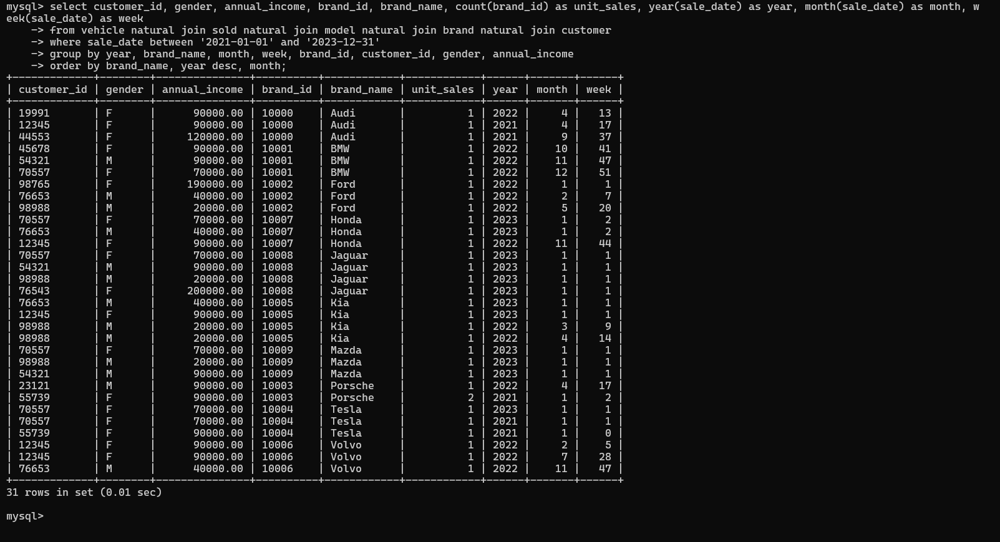 mysql> select customer_id, gender, annual_income, brand_id, brand_name, count(brand_id) as unit_sales, year(sale_date) as year, month(sale_date) as month, w
eek(sale_date) as week
    -> from vehicle natural join sold natural join model natural join brand natural join customer
    -> where sale_date between '2021-01-01' and '2023-12-31'
    -> group by year, brand_name, month, week, brand_id, customer_id, gender, annual_income
    -> order by brand_name, year desc, month;
+-------------+--------+---------------+----------+------------+------------+------+-------+------+
| customer_id | gender | annual_income | brand_id | brand_name | unit_sales | year | month | week |
+-------------+--------+---------------+----------+------------+------------+------+-------+------+
| 19991       | F      |      90000.00 | 10000    | Audi       |          1 | 2022 |     4 |   13 |
| 12345       | F      |      90000.00 | 10000    | Audi       |          1 | 2021 |     4 |   17 |
| 44553       | F      |     120000.00 | 10000    | Audi       |          1 | 2021 |     9 |   37 |
| 45678       | F      |      90000.00 | 10001    | BMW        |          1 | 2022 |    10 |   41 |
| 54321       | M      |      90000.00 | 10001    | BMW        |          1 | 2022 |    11 |   47 |
| 70557       | F      |      70000.00 | 10001    | BMW        |          1 | 2022 |    12 |   51 |
| 98765       | F      |     190000.00 | 10002    | Ford       |          1 | 2022 |     1 |    1 |
| 76653       | M      |      40000.00 | 10002    | Ford       |          1 | 2022 |     2 |    7 |
| 98988       | M      |      20000.00 | 10002    | Ford       |          1 | 2022 |     5 |   20 |
| 70557       | F      |      70000.00 | 10007    | Honda      |          1 | 2023 |     1 |    2 |
| 76653       | M      |      40000.00 | 10007    | Honda      |          1 | 2023 |     1 |    2 |
| 12345       | F      |      90000.00 | 10007    | Honda      |          1 | 2022 |    11 |   44 |
| 70557       | F      |      70000.00 | 10008    | Jaguar     |          1 | 2023 |     1 |    1 |
| 54321       | M      |      90000.00 | 10008    | Jaguar     |          1 | 2023 |     1 |    1 |
| 98988       | M      |      20000.00 | 10008    | Jaguar     |          1 | 2023 |     1 |    1 |
| 76543       | F      |     200000.00 | 10008    | Jaguar     |          1 | 2023 |     1 |    1 |
| 76653       | M      |      40000.00 | 10005    | Kia        |          1 | 2023 |     1 |    1 |
| 12345       | F      |      90000.00 | 10005    | Kia        |          1 | 2023 |     1 |    1 |
| 98988       | M      |      20000.00 | 10005    | Kia        |          1 | 2022 |     3 |    9 |
| 98988       | M      |      20000.00 | 10005    | Kia        |          1 | 2022 |     4 |   14 |
| 70557       | F      |      70000.00 | 10009    | Mazda      |          1 | 2023 |     1 |    1 |
| 98988       | M      |      20000.00 | 10009    | Mazda      |          1 | 2023 |     1 |    1 |
| 54321       | M      |      90000.00 | 10009    | Mazda      |          1 | 2023 |     1 |    1 |
| 23121       | M      |      90000.00 | 10003    | Porsche    |          1 | 2022 |     4 |   17 |
| 55739       | F      |      90000.00 | 10003    | Porsche    |          2 | 2021 |     1 |    2 |
| 70557       | F      |      70000.00 | 10004    | Tesla      |          1 | 2023 |     1 |    1 |
| 70557       | F      |      70000.00 | 10004    | Tesla      |          1 | 2021 |     1 |    1 |
| 55739       | F      |      90000.00 | 10004    | Tesla      |          1 | 2021 |     1 |    0 |
| 12345       | F      |      90000.00 | 10006    | Volvo      |          1 | 2022 |     2 |    5 |
| 12345       | F      |      90000.00 | 10006    | Volvo      |          1 | 2022 |     7 |   28 |
| 76653       | M      |      40000.00 | 10006    | Volvo      |          1 | 2022 |    11 |   47 |
+-------------+--------+---------------+----------+------------+------------+------+-------+------+
31 rows in set (0.01 sec)
mysql>